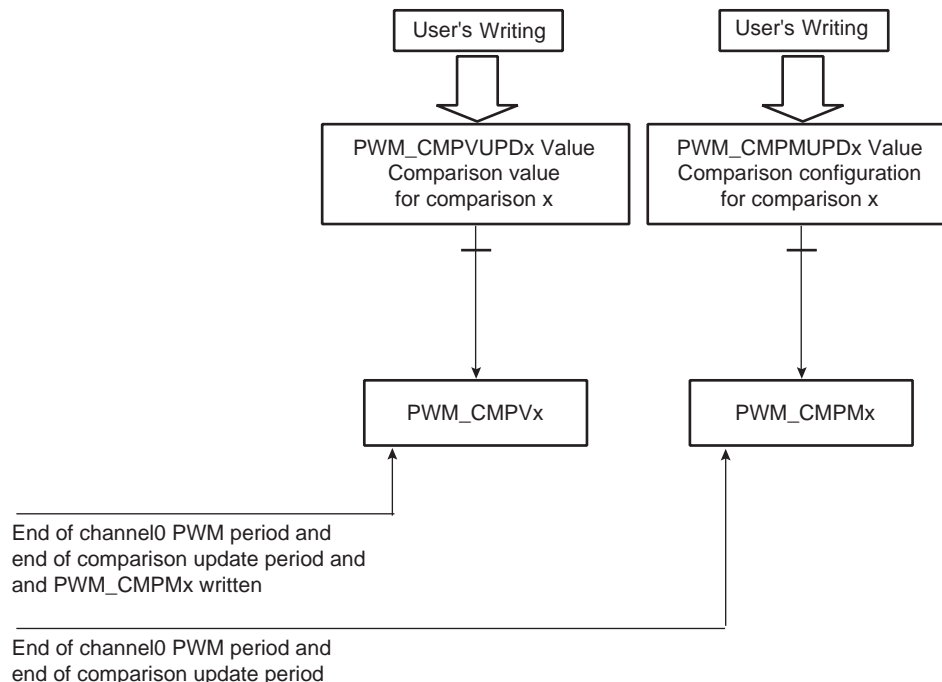 User's Writing
User's Writing
PWM_CMPVUPDx Value
Comparison value
for comparison x
PWM_CMPMUPDx Value
Comparison configuration
for comparison x
PWM_CMPVx
PWM_CMPMx
End of channel0 PWM period and
end of comparison update period and
and PWM_CMPMx written
End of channel0 PWM period and
end of comparison update period